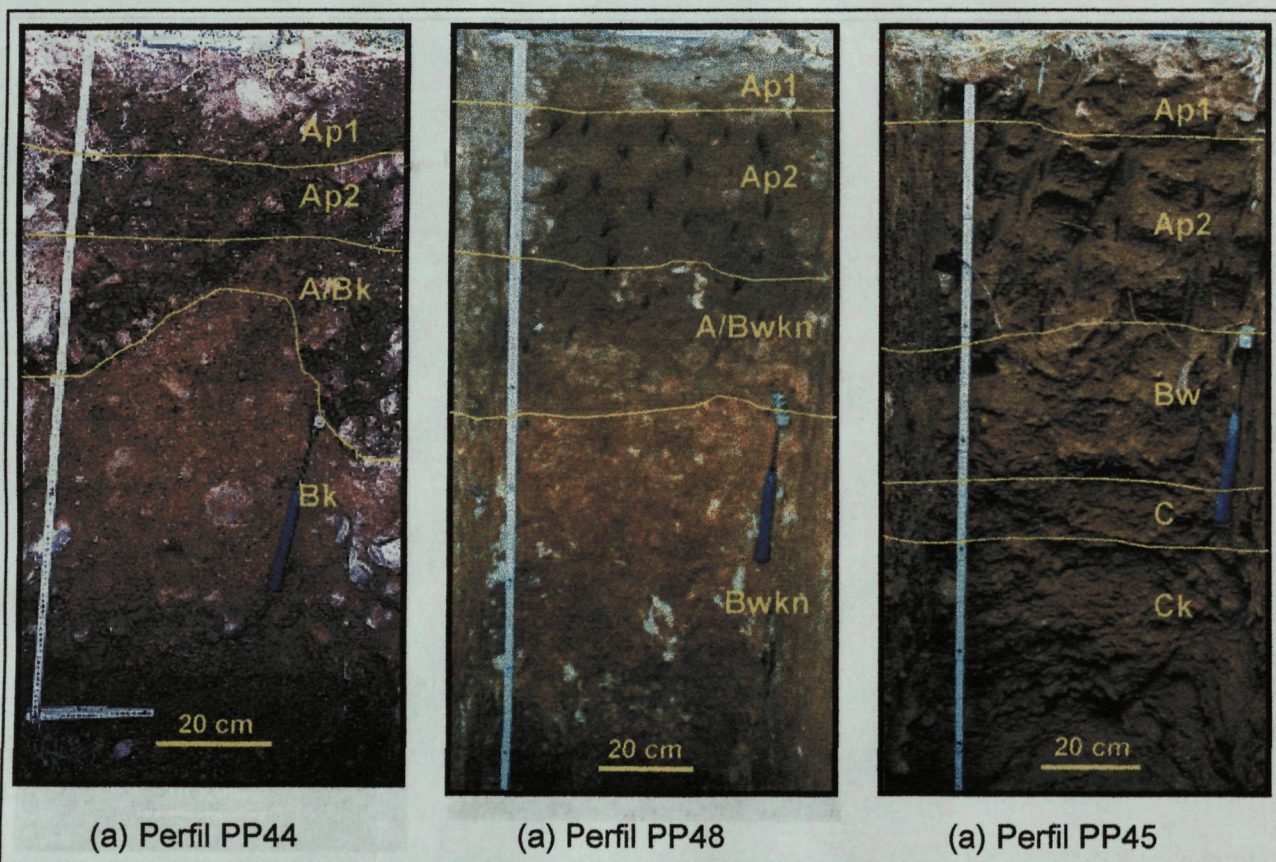 Ap1
Ap2
A/Bk
Bk
20 cm
(a) Perfil PP44
Ap1
Ap2
A/Bwkn
Bwkn
20 cm
(a) Perfil PP48
Ap1
Ap2
Bw
C
Ck
20 cm
(a) Perfil PP45